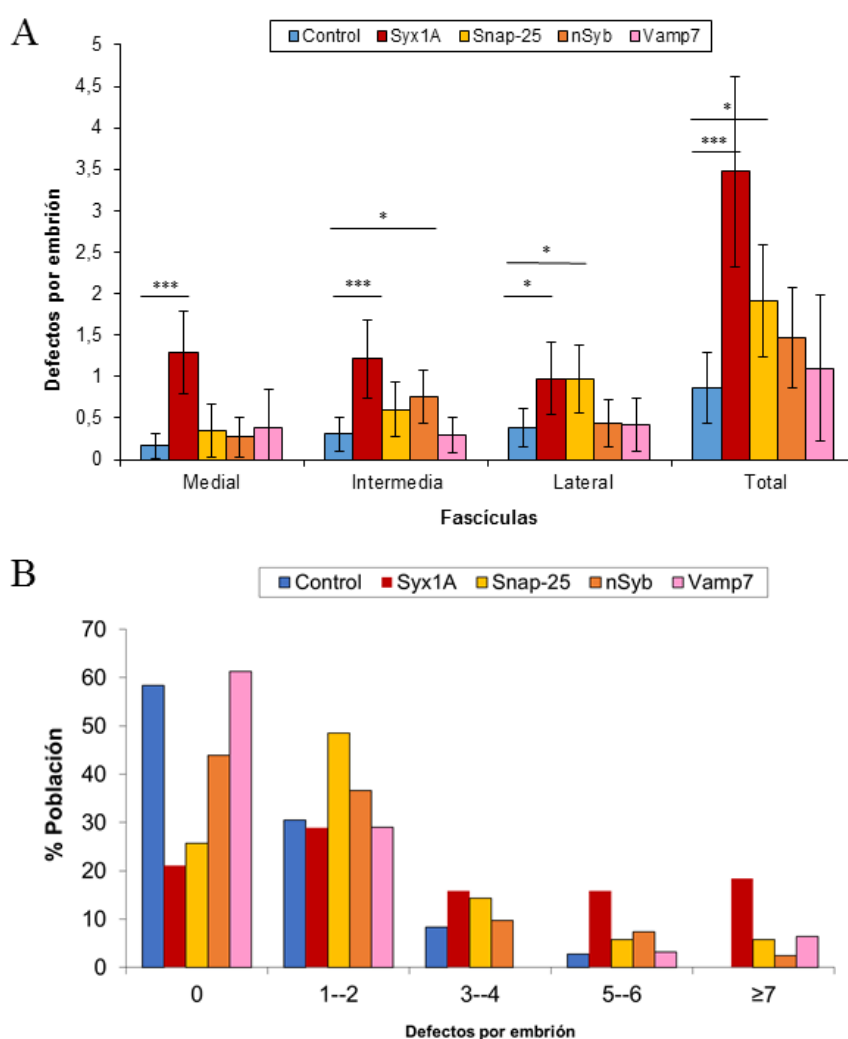 A
Control Syx1A Snap-25 nSyb Vamp7
Defectos por embrión
5
4,5
4
3,5
3
2,5
2
1,5
1
0,5
0
***
***
*
*
*
***
*
Medial Intermedia Lateral Total
Fascículas
B
Control Syx1A Snap-25 nSyb Vamp7
% Población
70
60
50
40
30
20
10
0
0 1--2 3--4 5--6 ≥7
Defectos por embrión